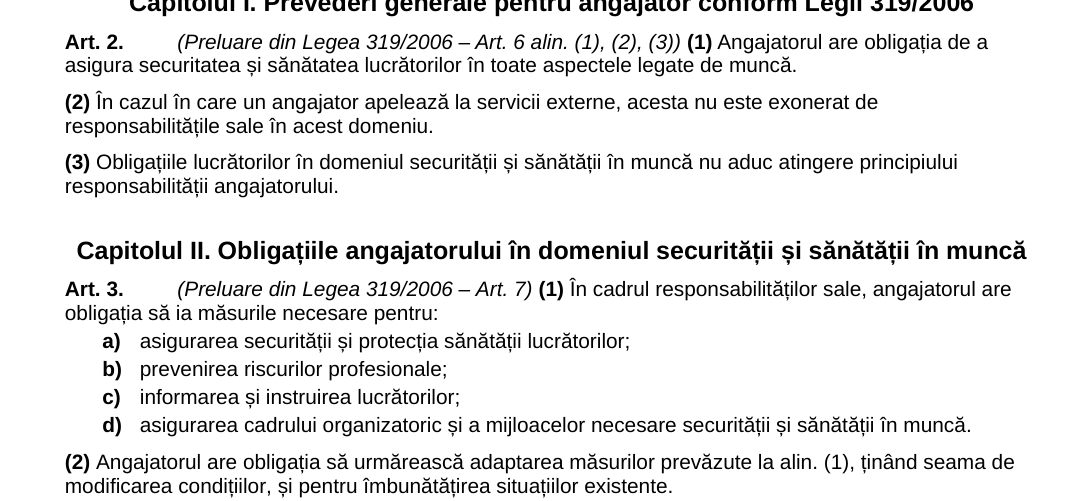 Capitolul I. Prevederi generale pentru angajator conform Legii 319/2006
Art. 2. (Preluare din Legea 319/2006 – Art. 6 alin. (1), (2), (3)) (1) Angajatorul are obligația de a
asigura securitatea și sănătatea lucrătorilor în toate aspectele legate de muncă.
(2) În cazul în care un angajator apelează la servicii externe, acesta nu este exonerat de
responsabilitățile sale în acest domeniu.
(3) Obligațiile lucrătorilor în domeniul securității și sănătății în muncă nu aduc atingere principiului
responsabilității angajatorului.
Capitolul II. Obligațiile angajatorului în domeniul securității și sănătății în muncă
Art. 3. (Preluare din Legea 319/2006 – Art. 7) (1) În cadrul responsabilităților sale, angajatorul are
obligația să ia măsurile necesare pentru:
a) asigurarea securității și protecția sănătății lucrătorilor;
b) prevenirea riscurilor profesionale;
c) informarea și instruirea lucrătorilor;
d) asigurarea cadrului organizatoric și a mijloacelor necesare securității și sănătății în muncă.
(2) Angajatorul are obligația să urmărească adaptarea măsurilor prevăzute la alin. (1), ținând seama de
modificarea condițiilor, și pentru îmbunătățirea situațiilor existente.